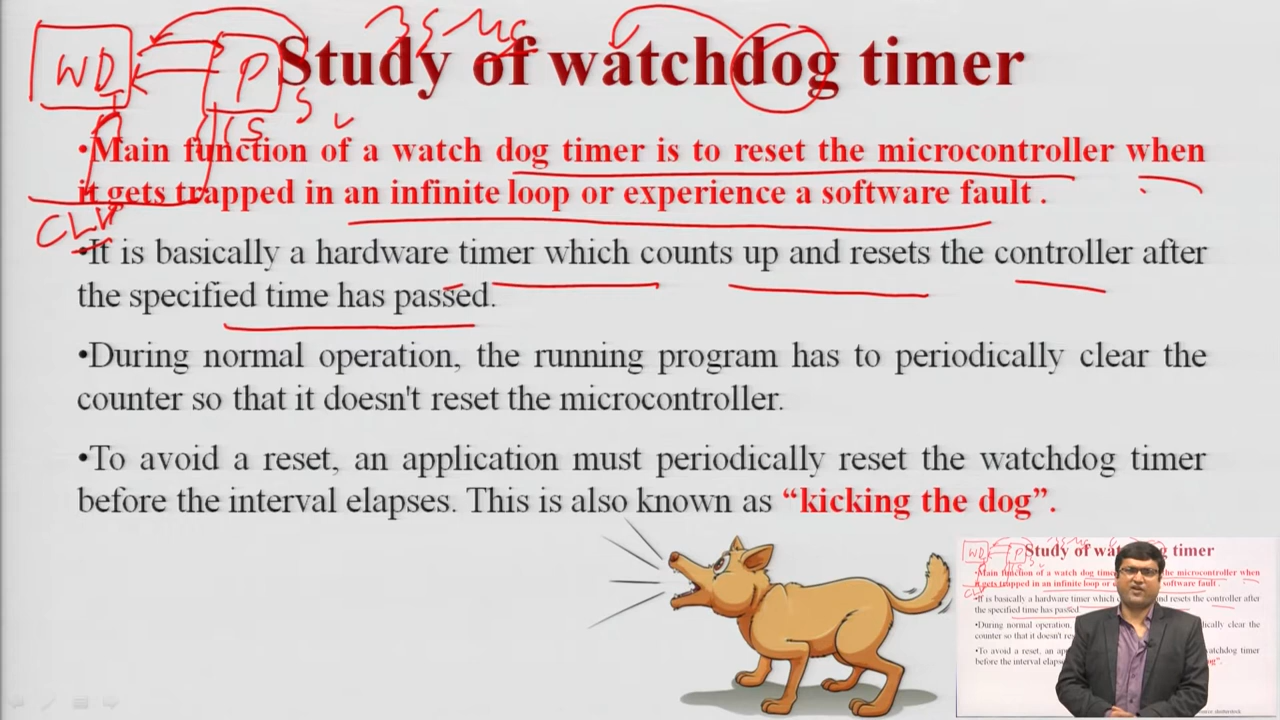 WD
P
35 Mg
Study of watchdog timer
•Main function of a watch dog timer is to reset the microcontroller when
it gets trapped in an infinite loop or experience a software fault .
CLK
•It is basically a hardware timer which counts up and resets the controller after
the specified time has passed.
•During normal operation, the running program has to periodically clear the
counter so that it doesn't reset the microcontroller.
•To avoid a reset, an application must periodically reset the watchdog timer
before the interval elapses. This is also known as “kicking the dog”.